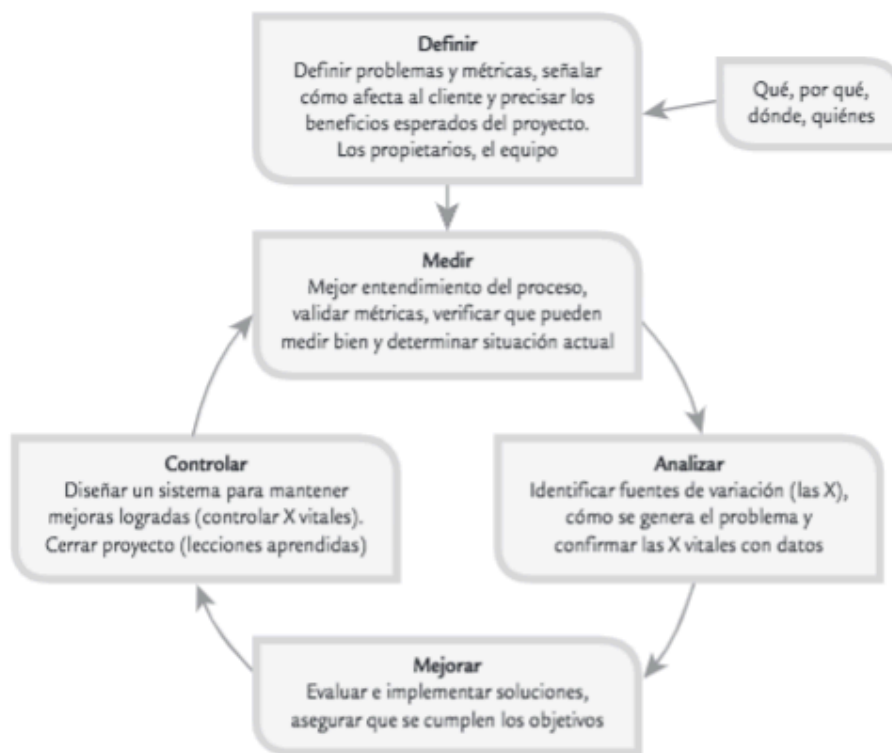 Definir
Definir problemas y métricas, señalar
cómo afecta al cliente y precisar los
beneficios esperados del proyecto.
Los propietarios, el equipo
Qué, por qué,
dónde, quiénes
Medir
Mejor entendimiento del proceso,
validar métricas, verificar que pueden
medir bien y determinar situación actual
Controlar
Diseñar un sistema para mantener
mejoras logradas (controlar X vitales).
Cerrar proyecto (lecciones aprendidas)
Analizar
Identificar fuentes de variación (las X),
cómo se genera el problema y
confirmar las X vitales con datos
Mejorar
Evaluar e implementar soluciones,
asegurar que se cumplen los objetivos